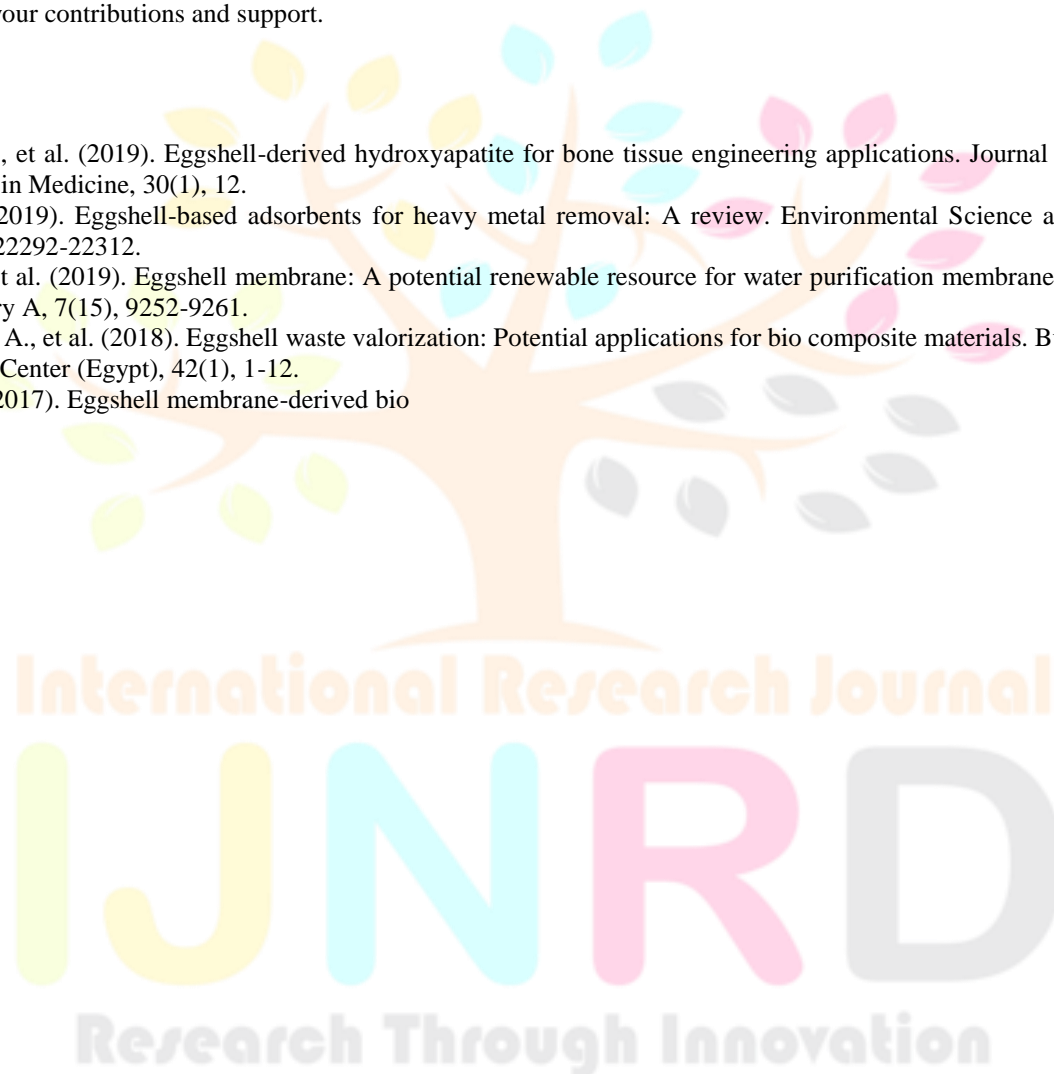 your contributions and support.
, et al. (2019). Eggshell-derived hydroxyapatite for bone tissue engineering applications. Journal
in Medicine, 30(1), 12.
2019). Eggshell-based adsorbents for heavy metal removal: A review. Environmental Science a
22292-22312.
t al. (2019). Eggshell membrane: A potential renewable resource for water purification membrane
ry A, 7(15), 9252-9261.
A., et al. (2018). Eggshell waste valorization: Potential applications for bio composite materials. B
Center (Egypt), 42(1), 1-12.
2017). Eggshell membrane-derived bio
International Research Journal
IJNRD
Research Through Innovation